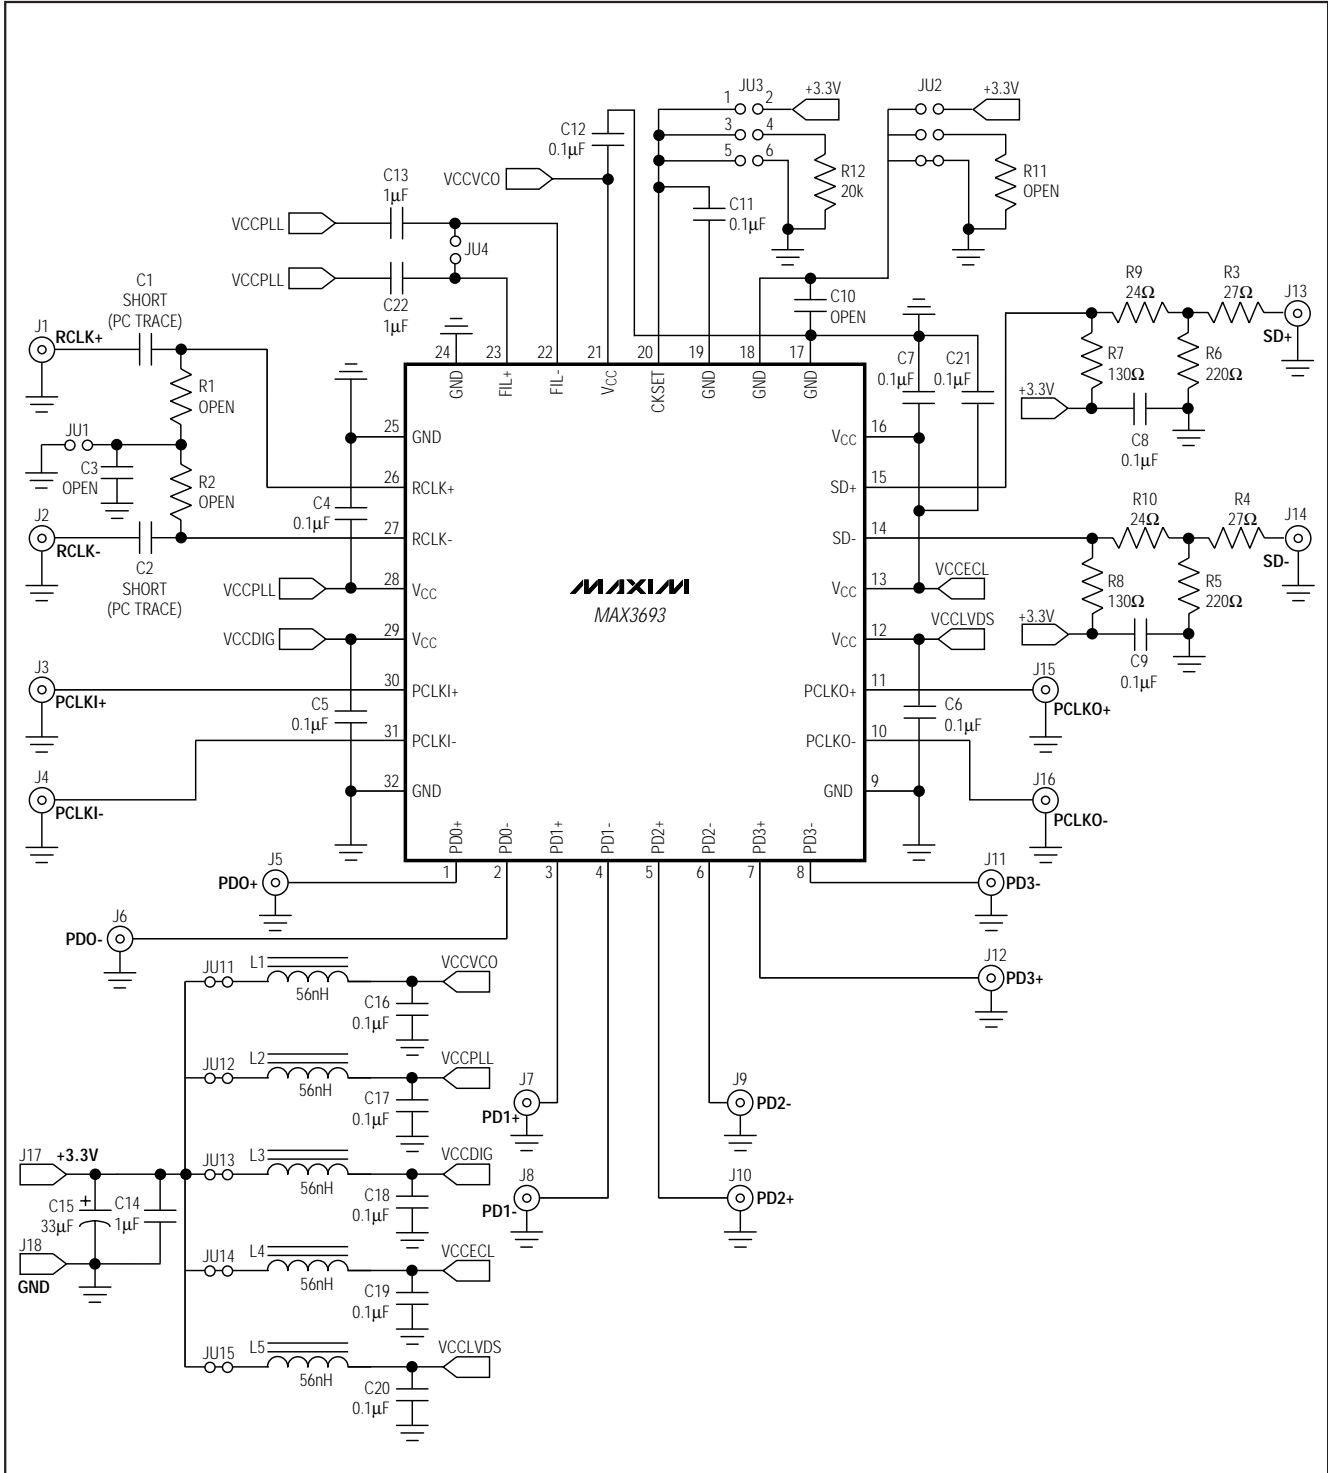 JU3
1 2
+3.3V
3 4
5 6
R12
20k
JU2
+3.3V
R11
OPEN
C12
0.1µF
VCCVCO
C13
1µF
VCCPLL
JU4
VCCPLL
C22
1µF
C11
0.1µF
C10
OPEN
C1
SHORT
(PC TRACE)
J1
RCLK+
R1
OPEN
JU1
C3
OPEN
R2
OPEN
J2
RCLK-
C2
SHORT
(PC TRACE)
R9
24Ω
R3
27Ω
J13
SD+
R7
130Ω
R6
220Ω
+3.3V
C8
0.1µF
R10
24Ω
R4
27Ω
J14
SD-
R8
130Ω
R5
220Ω
+3.3V
C9
0.1µF
C7
0.1µF
C21
0.1µF
24 23 22 21 20 19 18 17
GND FIL+ FIL- VCC CKSET GND GND GND
25 GND
26 RCLK+
27 RCLK-
28 VCC
29 VCC
30 PCLKI+
31 PCLKI-
32 GND
C4
0.1µF
VCCPLL
VCCDIG
C5
0.1µF
MAXIM
MAX3693
VCC 16
SD+ 15
SD- 14
VCC 13
VCC 12
PCLKO+ 11
PCLKO- 10
GND 9
VCCECL
VCCLVDS
C6
0.1µF
J3
PCLKI+
J4
PCLKI-
J15
PCLKO+
J16
PCLKO-
PD0+ PD0- PD1+ PD1- PD2+ PD2- PD3+ PD3-
1 2 3 4 5 6 7 8
J5
PDO+
J6
PDO-
J11
PD3-
J12
PD3+
J7
PD1+
J8
PD1-
J9
PD2-
J10
PD2+
JU11
L1
56nH
VCCVCO
C16
0.1µF
JU12
L2
56nH
VCCPLL
C17
0.1µF
J17
+3.3V
C15
+
33µF
C14
1µF
J18
GND
JU13
L3
56nH
VCCDIG
C18
0.1µF
JU14
L4
56nH
VCCECL
C19
0.1µF
JU15
L5
56nH
VCCLVDS
C20
0.1µF